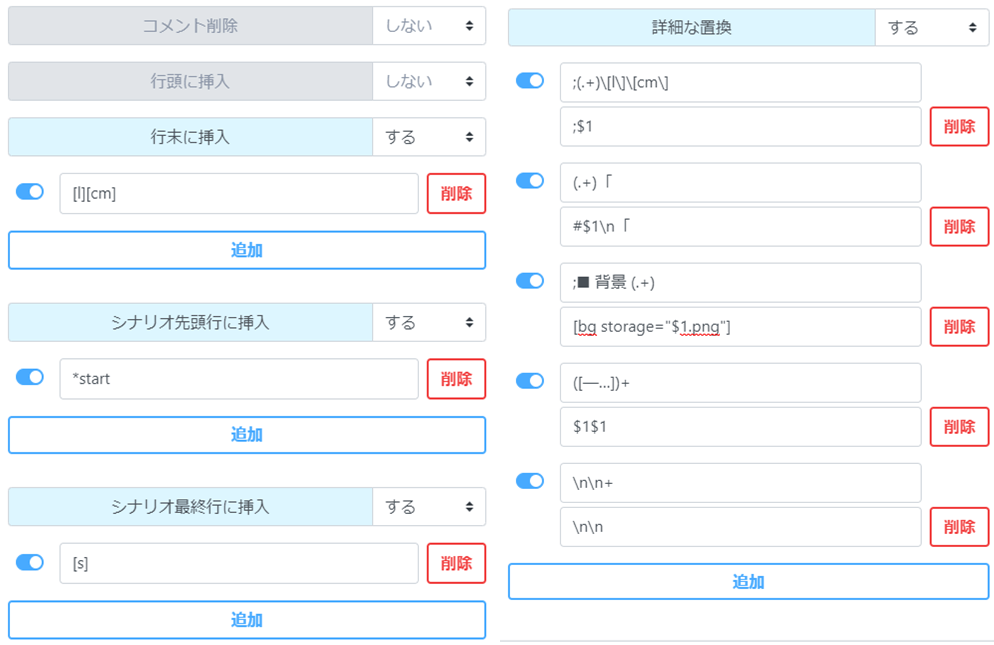 コメント削除 しない
行頭に挿入 しない
行末に挿入 する
[l][cm] 削除
追加
シナリオ先頭行に挿入 する
*start 削除
追加
シナリオ最終行に挿入 する
[s] 削除
追加
詳細な置換 する
;(.+)\[l\]\[cm\]
;$1 削除
(.+)「
#$1\n「 削除
;■ 背景 (.+)
[bg storage="$1.png"] 削除
([―…])+
$1$1 削除
\n\n+
\n\n 削除
追加